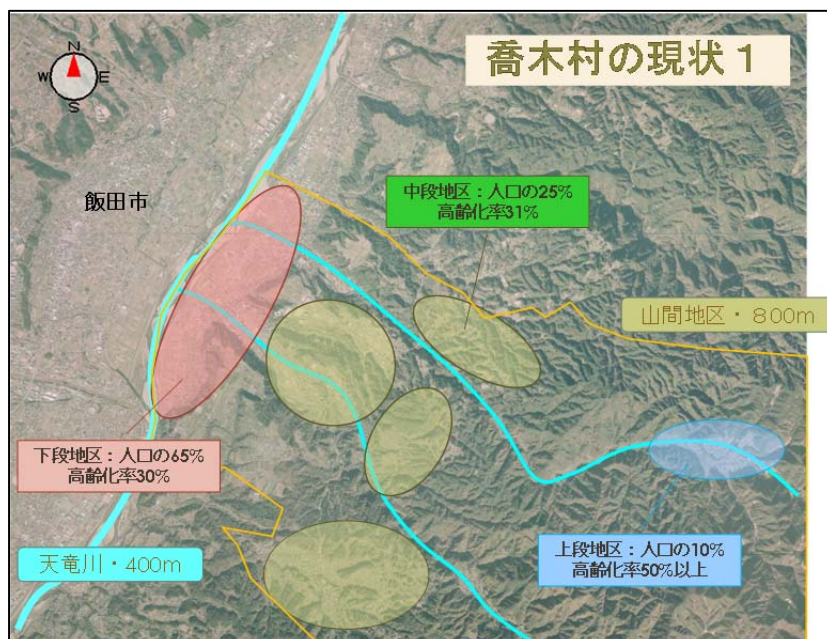 喬木村の現状１
N
W
E
S
飯田市
中段地区：人口の25%
高齢化率31%
山間地区・８００m
下段地区：人口の65%
高齢化率30%
天竜川・400m
上段地区：人口の10%
高齢化率50%以上